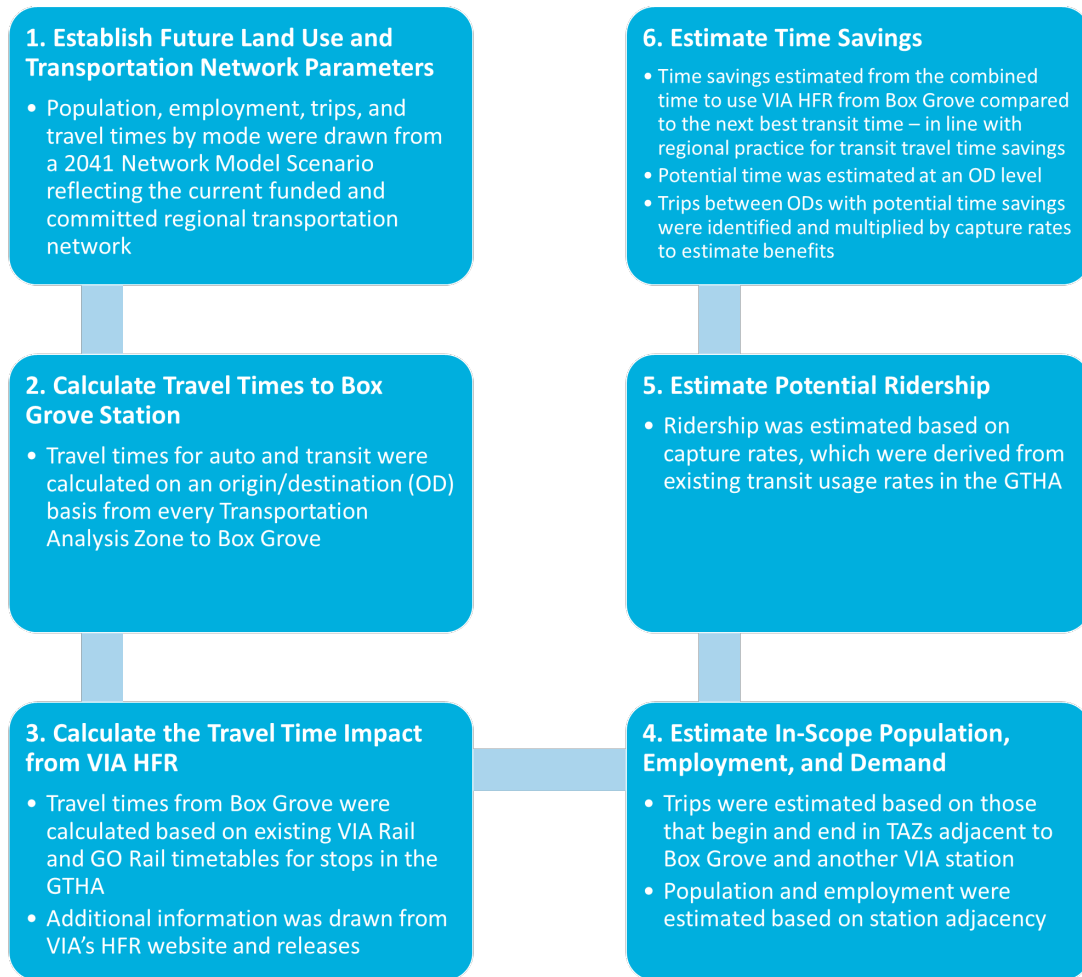 1. Establish Future Land Use and
Transportation Network Parameters
• Population, employment, trips, and
travel times by mode were drawn from
a 2041 Network Model Scenario
reflecting the current funded and
committed regional transportation
network
2. Calculate Travel Times to Box
Grove Station
• Travel times for auto and transit were
calculated on an origin/destination (OD)
basis from every Transportation
Analysis Zone to Box Grove
3. Calculate the Travel Time Impact
from VIA HFR
• Travel times from Box Grove were
calculated based on existing VIA Rail
and GO Rail timetables for stops in the
GTHA
• Additional information was drawn from
VIA’s HFR website and releases
4. Estimate In-Scope Population,
Employment, and Demand
• Trips were estimated based on those
that begin and end in TAZs adjacent to
Box Grove and another VIA station
• Population and employment were
estimated based on station adjacency
5. Estimate Potential Ridership
• Ridership was estimated based on
capture rates, which were derived from
existing transit usage rates in the GTHA
6. Estimate Time Savings
• Time savings estimated from the combined
time to use VIA HFR from Box Grove compared
to the next best transit time – in line with
regional practice for transit travel time savings
• Potential time was estimated at an OD level
• Trips between ODs with potential time savings
were identified and multiplied by capture rates
to estimate benefits